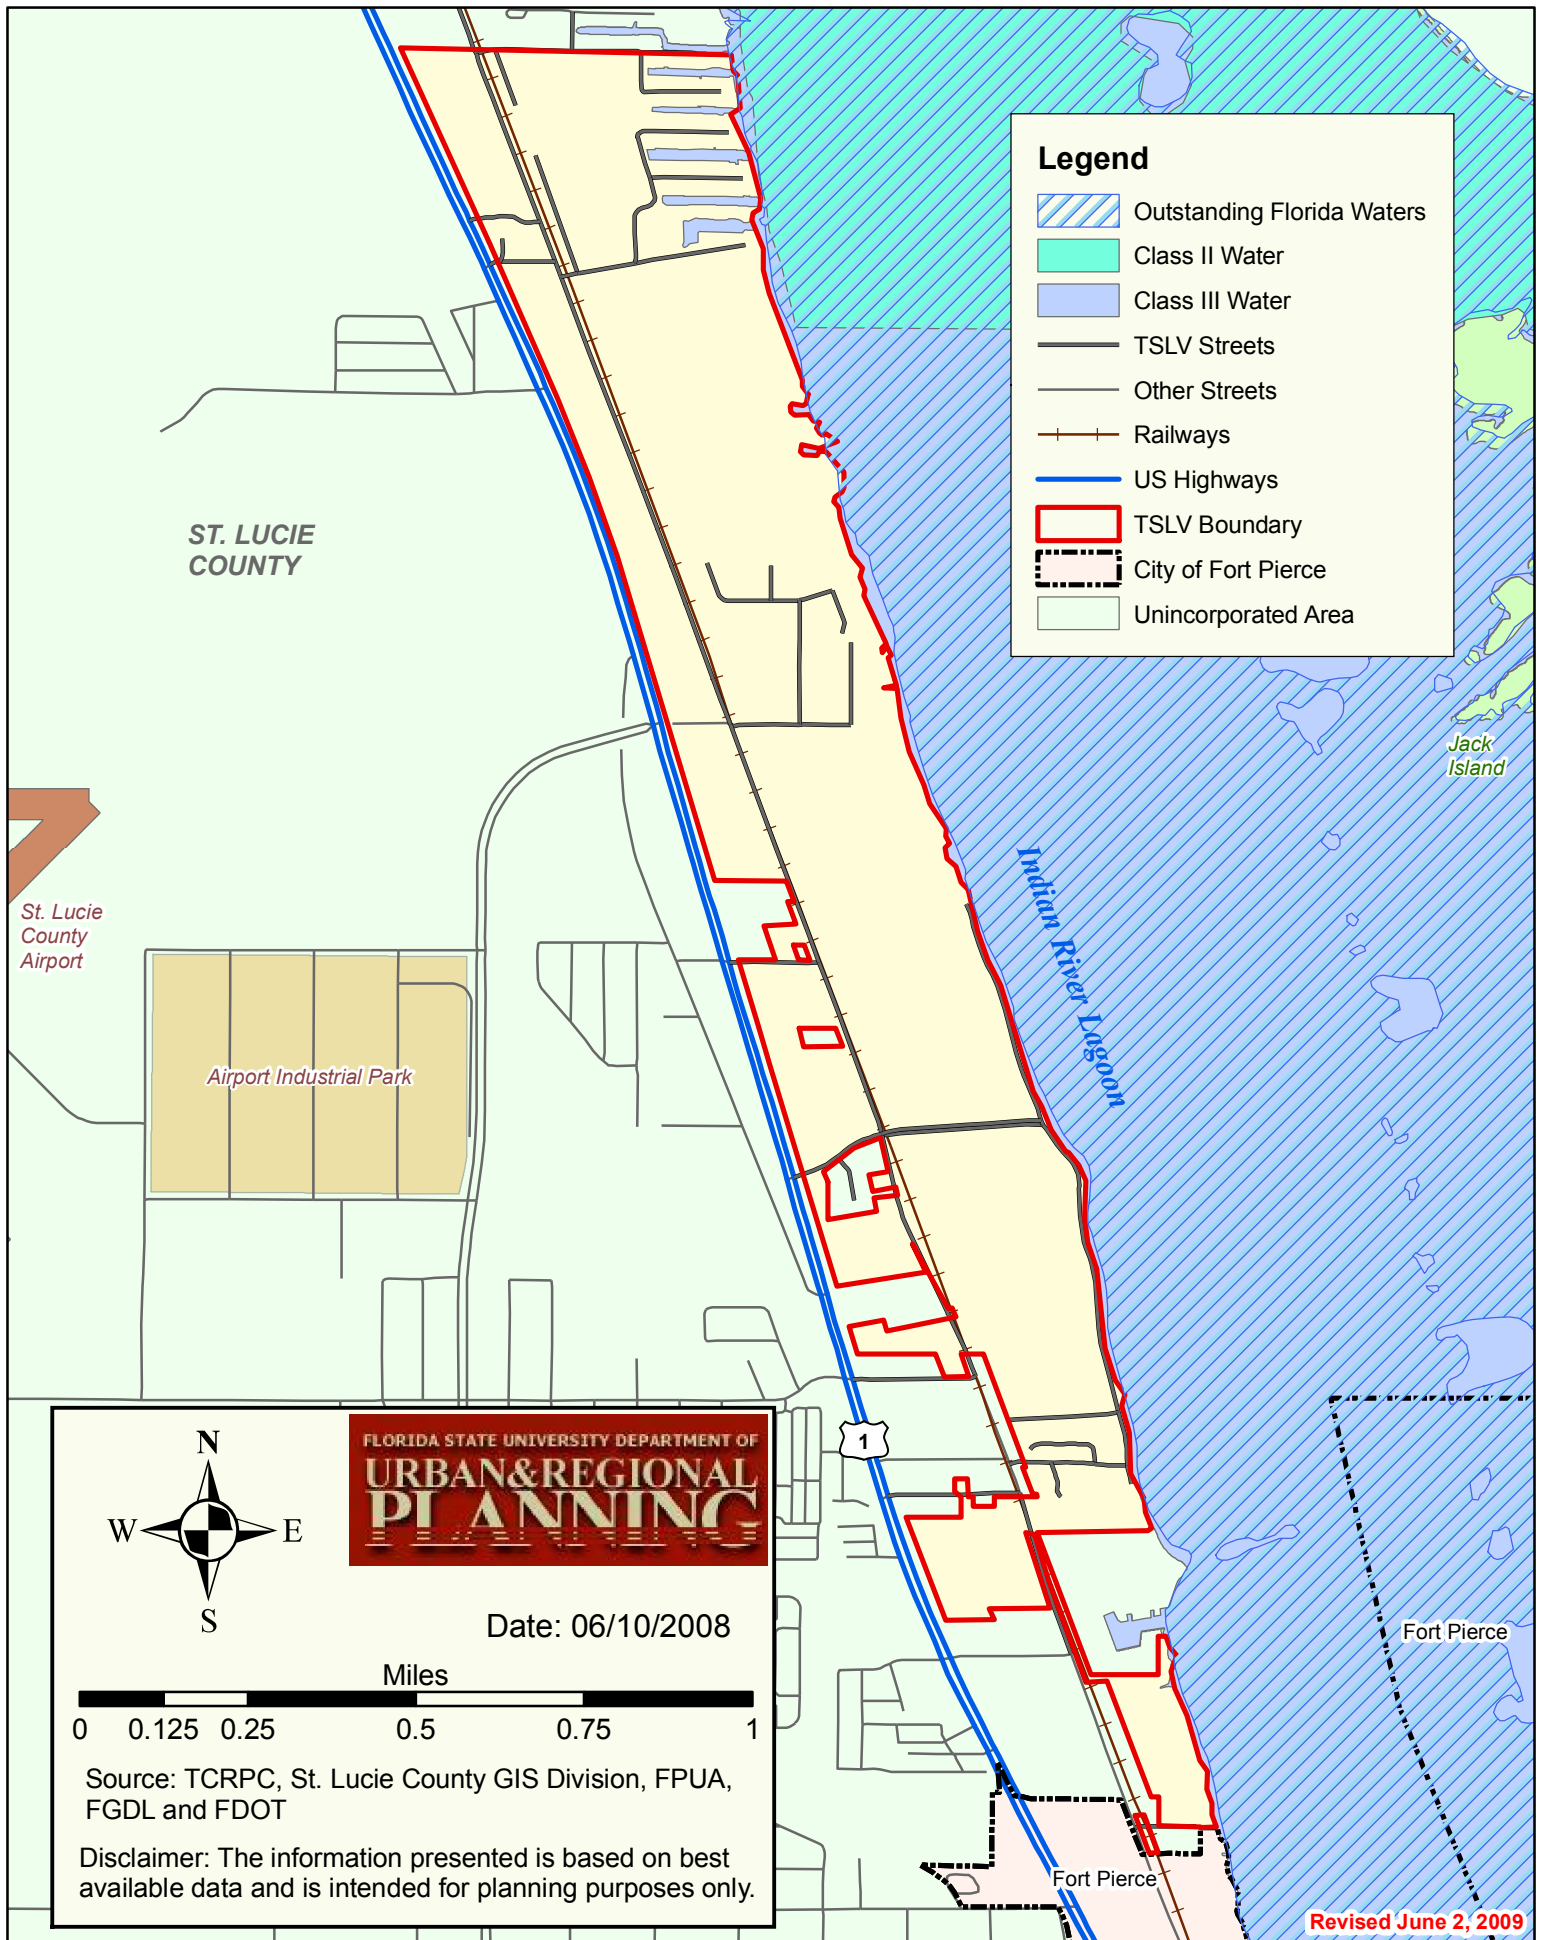 Legend
Outstanding Florida Waters
Class II Water
Class III Water
TSLV Streets
Other Streets
Railways
US Highways
TSLV Boundary
City of Fort Pierce
Unincorporated Area
ST. LUCIE
COUNTY
Jack
Island
Indian River Lagoon
St. Lucie
County
Airport
Airport Industrial Park
1
N
W
E
S
FLORIDA STATE UNIVERSITY DEPARTMENT OF
URBAN&REGIONAL
PLANNING
Date: 06/10/2008
Miles
0 0.125 0.25 0.5 0.75 1
Source: TCRPC, St. Lucie County GIS Division, FPUA,
FGDL and FDOT
Disclaimer: The information presented is based on best
available data and is intended for planning purposes only.
Fort Pierce
Fort Pierce
Revised June 2, 2009